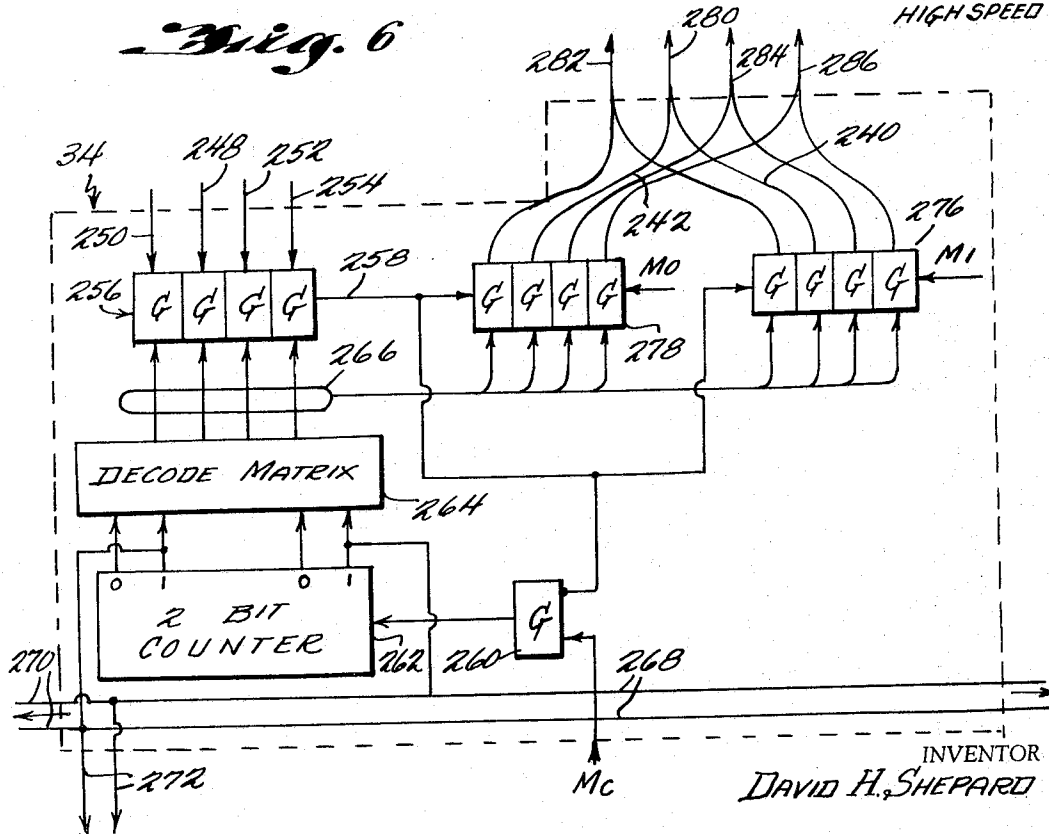 Fig. 6
HIGH SPEED
280
282
284
286
34
248
252
254
240
250
242
276
258
M0
M1
256
G G G G
G G G G
G G G G
278
266
DECODE MATRIX
264
0 1 0 1
2 BIT
COUNTER
G
262
260
268
270
272
MC
INVENTOR
DAVID H. SHEPARD